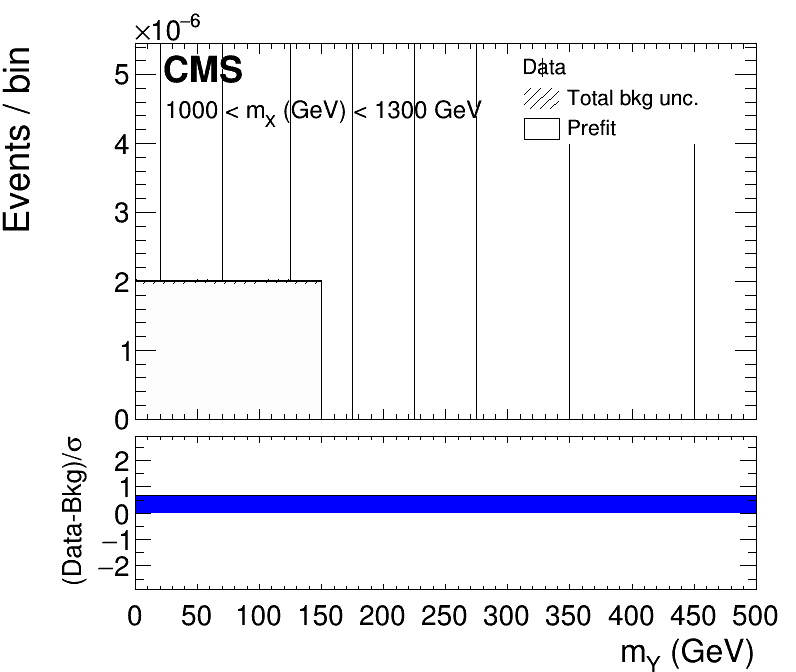 ×10−6
Events / bin
5
4
3
2
1
0
CMS
1000 < mX (GeV) < 1300 GeV
Data
Total bkg unc.
Prefit
(Data-Bkg)/σ
2
1
0
−1
−2
0 50 100 150 200 250 300 350 400 450 500
mY (GeV)